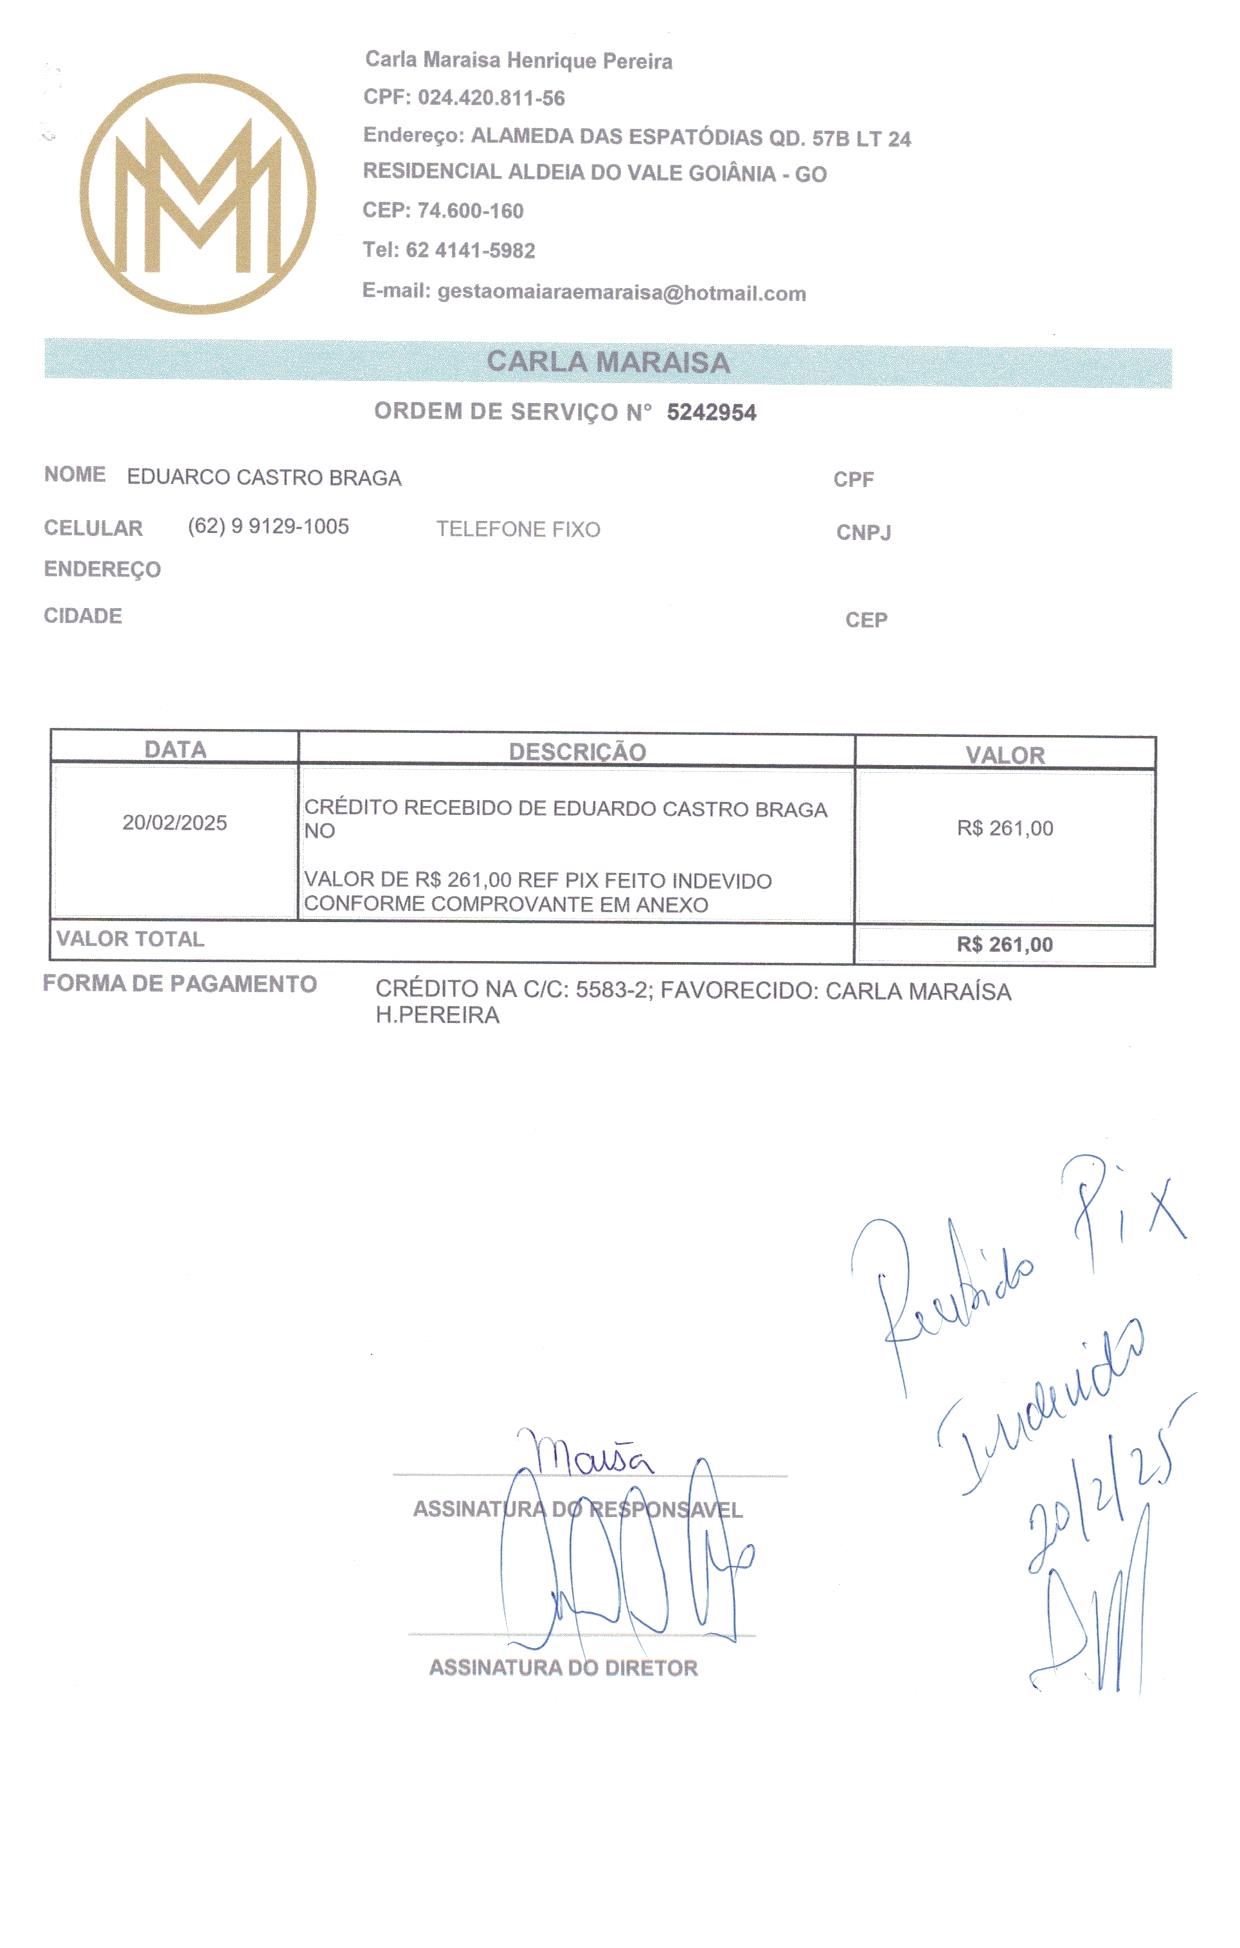 Carla Maraisa Henrique Pereira
CPF: 024.420.811-56
Endereço: ALAMEDA DAS ESPATÓDIAS QD. 57B LT 24
RESIDENCIAL ALDEIA DO VALE GOIÂNIA - GO
CEP: 74.600-160
Tel: 62 4141-5982
E-mail: gestaomaiaraemaraisa@hotmail.com
CARLA MARAISA
ORDEM DE SERVIÇO N° 5242954
NOME EDUARCO CASTRO BRAGA CPF
CELULAR (62) 9 9129-1005 TELEFONE FIXO CNPJ
ENDEREÇO
CIDADE CEP
DATA DESCRIÇÃO VALOR
20/02/2025 CRÉDITO RECEBIDO DE EDUARDO CASTRO BRAGA R$ 261,00
NO
VALOR DE R$ 261,00 REF PIX FEITO INDEVIDO
CONFORME COMPROVANTE EM ANEXO
VALOR TOTAL R$ 261,00
FORMA DE PAGAMENTO CRÉDITO NA C/C: 5583-2; FAVORECIDO: CARLA MARAÍSA
H.PEREIRA
Recebido Pix
Indevido
20/2/25
ASSINATURA DO RESPONSAVEL
ASSINATURA DO DIRETOR